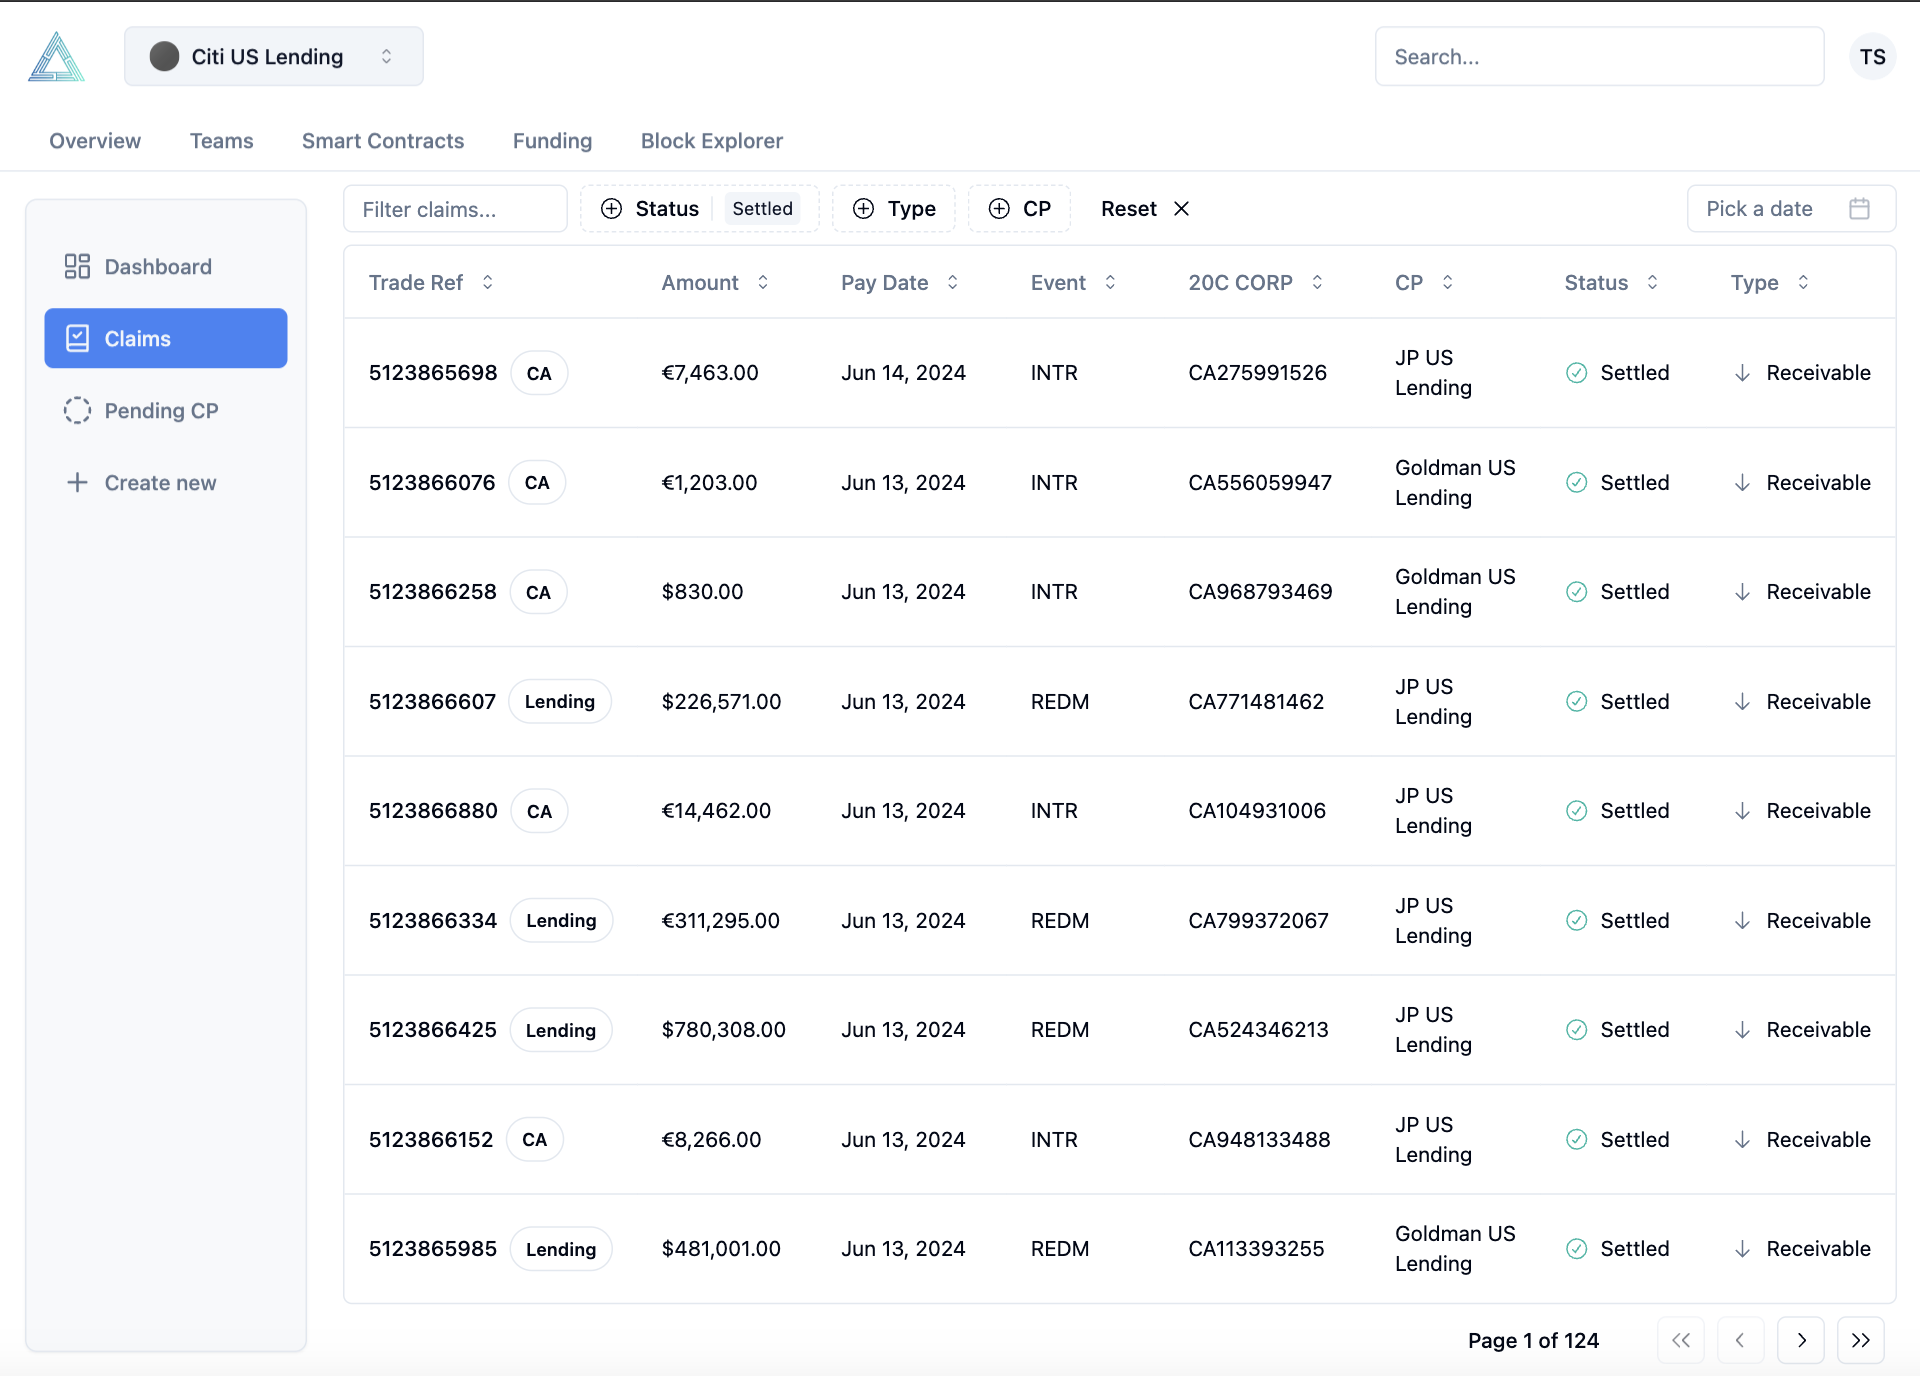 Citi US Lending
Search...
TS
Overview Teams Smart Contracts Funding Block Explorer
Dashboard
Claims
Pending CP
Create new
Filter claims... Status Settled Type CP Reset Pick a date
Trade Ref Amount Pay Date Event 20C CORP CP Status Type
5123865698 CA €7,463.00 Jun 14, 2024 INTR CA275991526 JP US Lending Settled Receivable
5123866076 CA €1,203.00 Jun 13, 2024 INTR CA556059947 Goldman US Lending Settled Receivable
5123866258 CA $830.00 Jun 13, 2024 INTR CA968793469 Goldman US Lending Settled Receivable
5123866607 Lending $226,571.00 Jun 13, 2024 REDM CA771481462 JP US Lending Settled Receivable
5123866880 CA €14,462.00 Jun 13, 2024 INTR CA104931006 JP US Lending Settled Receivable
5123866334 Lending €311,295.00 Jun 13, 2024 REDM CA799372067 JP US Lending Settled Receivable
5123866425 Lending $780,308.00 Jun 13, 2024 REDM CA524346213 JP US Lending Settled Receivable
5123866152 CA €8,266.00 Jun 13, 2024 INTR CA948133488 JP US Lending Settled Receivable
5123865985 Lending $481,001.00 Jun 13, 2024 REDM CA113393255 Goldman US Lending Settled Receivable
Page 1 of 124